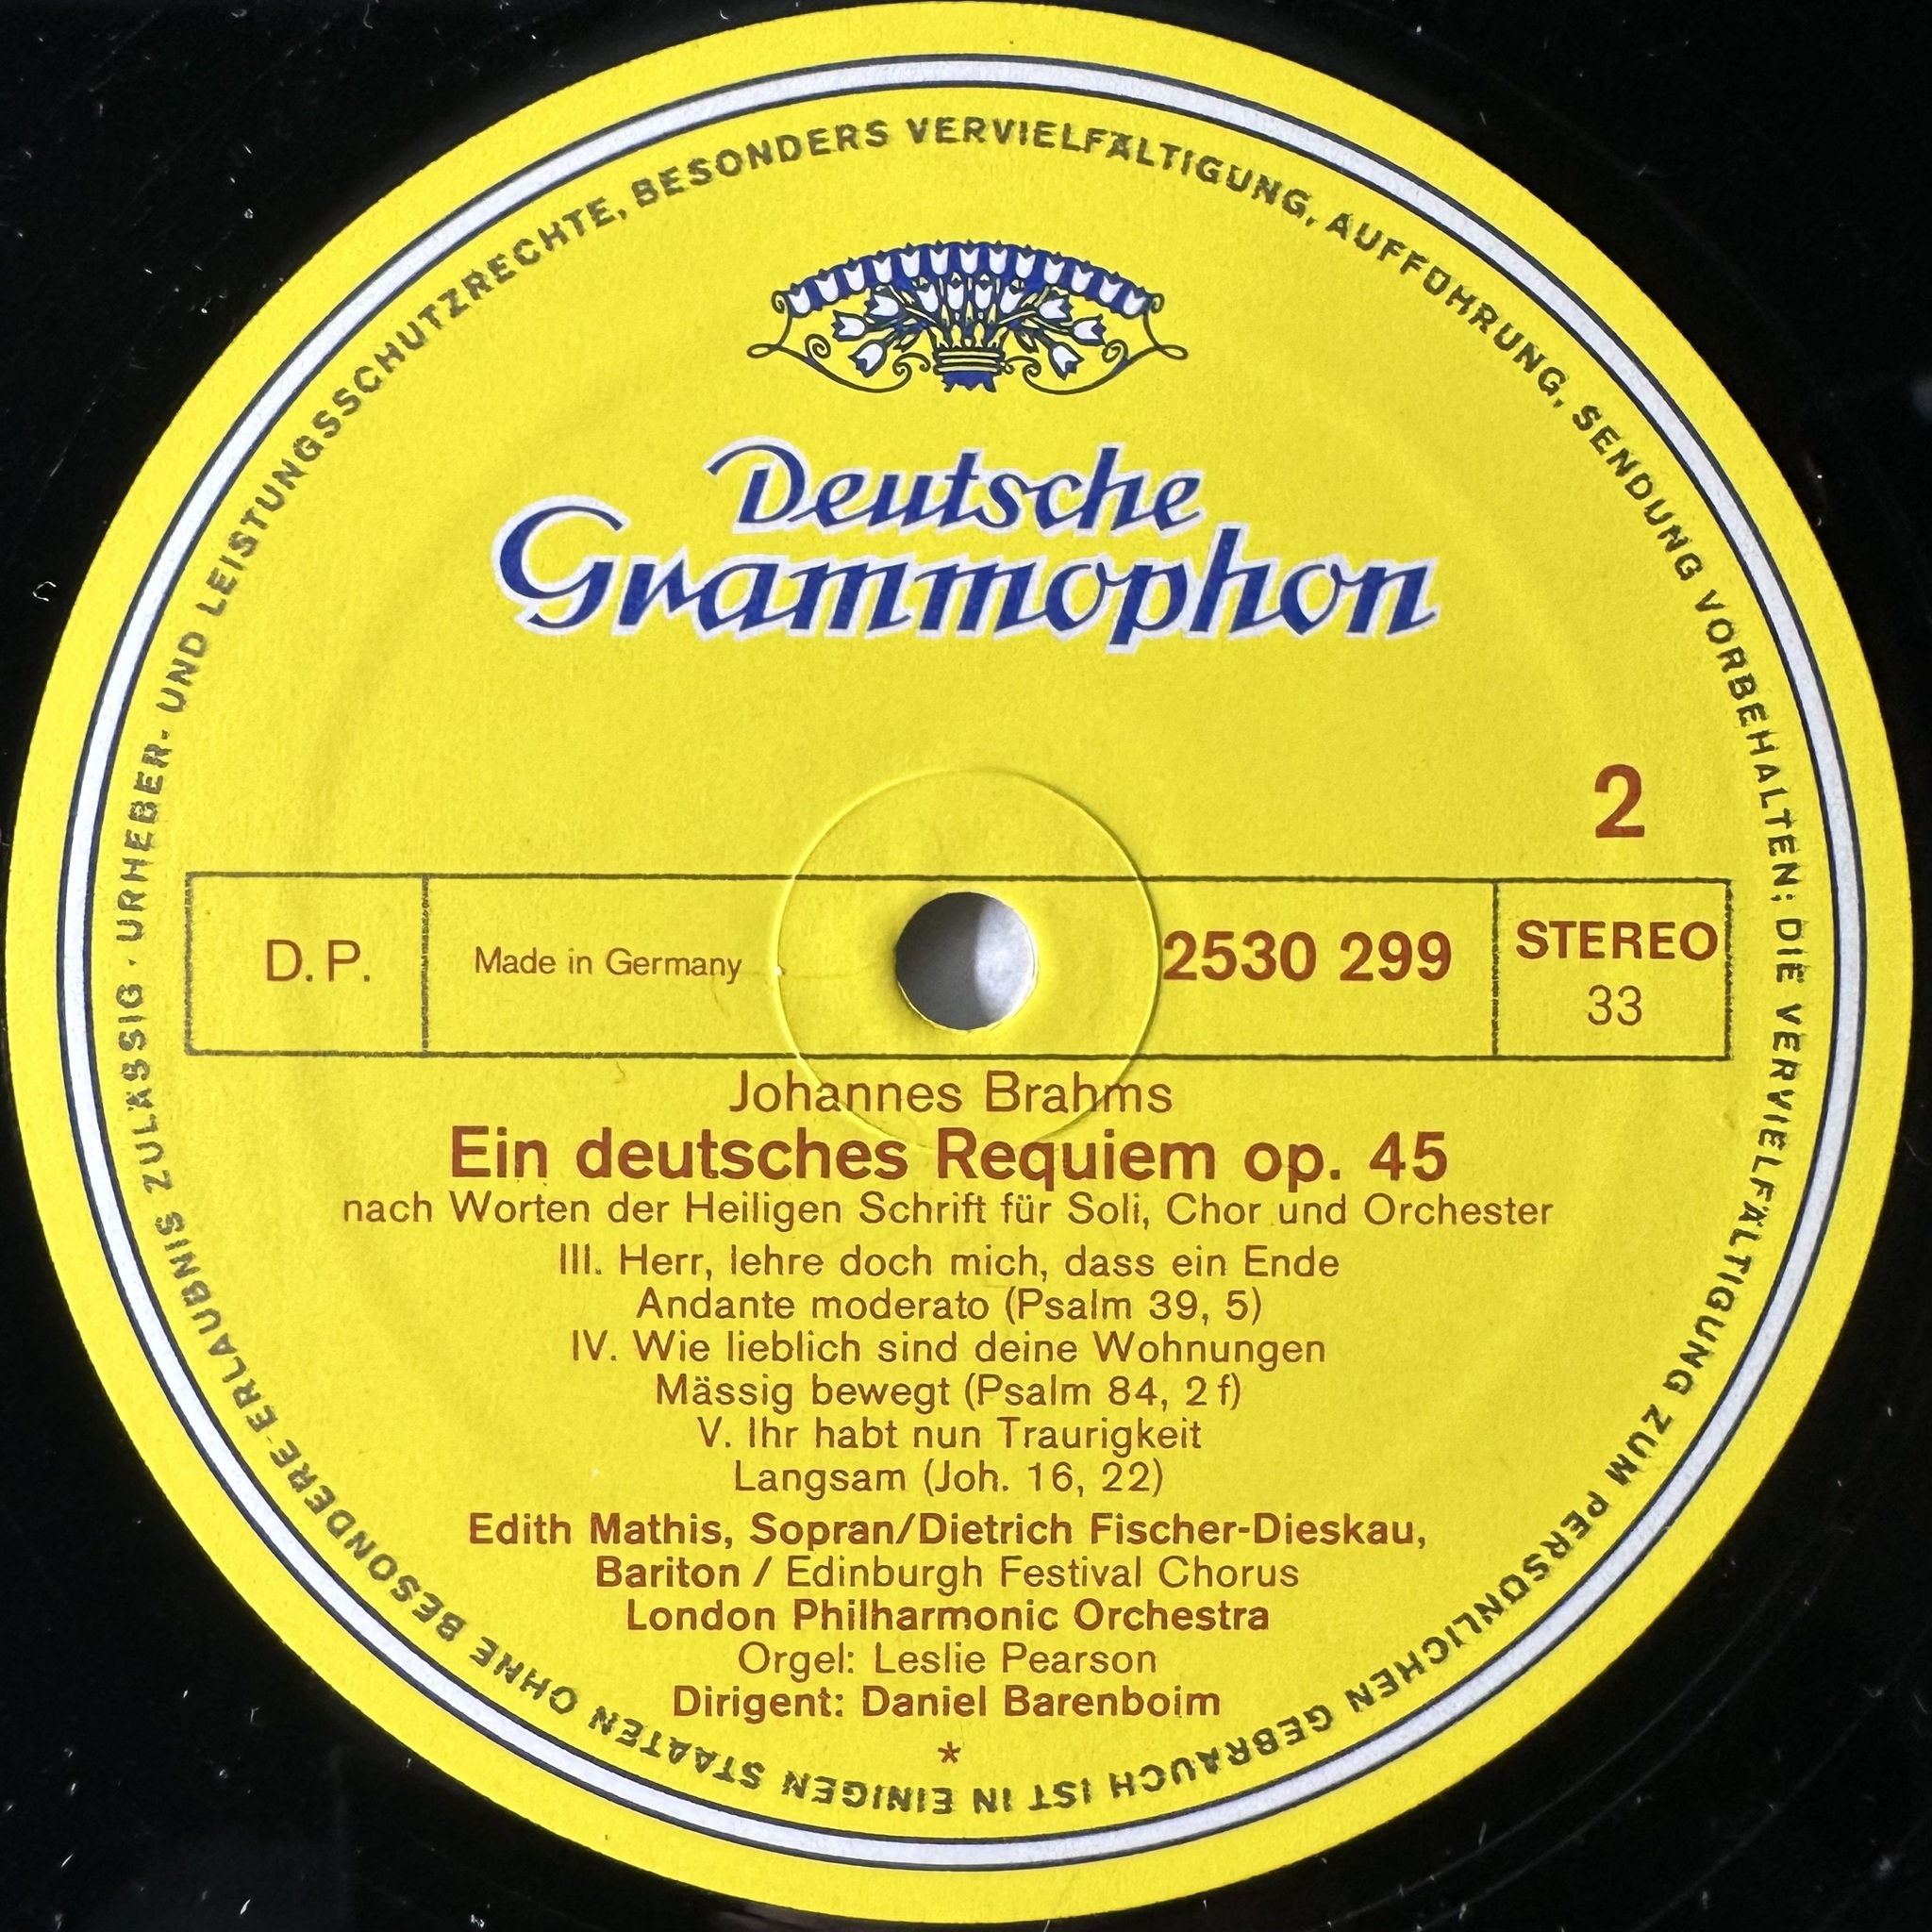 URHEBER- UND LEISTUNGSSCHUTZRECHTE, BESONDERS VERVIELFÄLTIGUNG, AUFFÜHRUNG, SENDUNG VORBEHALTEN; DIE VERVIELFÄLTIGUNG ZUM PERSÖNLICHEN GEBRAUCH IST IN EINIGEN STAATEN OHNE BESONDERE ERLAUBNIS ZULÄSSIG ·
Deutsche
Grammophon
2
D.P.
Made in Germany
2530 299
STEREO
33
Johannes Brahms
Ein deutsches Requiem op. 45
nach Worten der Heiligen Schrift für Soli, Chor und Orchester
III. Herr, lehre doch mich, dass ein Ende
Andante moderato (Psalm 39, 5)
IV. Wie lieblich sind deine Wohnungen
Mässig bewegt (Psalm 84, 2 f)
V. Ihr habt nun Traurigkeit
Langsam (Joh. 16, 22)
Edith Mathis, Sopran/Dietrich Fischer-Dieskau,
Bariton / Edinburgh Festival Chorus
London Philharmonic Orchestra
Orgel: Leslie Pearson
Dirigent: Daniel Barenboim
*